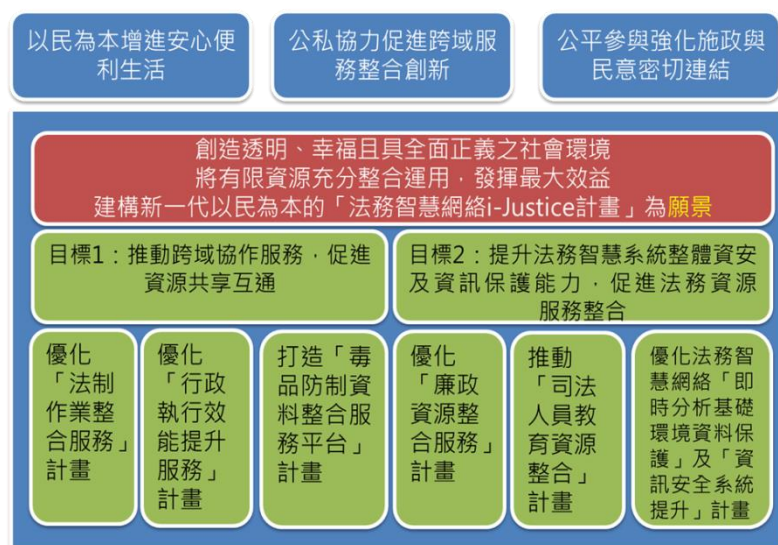 以民為本增進安心便
利生活
公私協力促進跨域服
務整合創新
公平參與強化施政與
民意密切連結
創造透明、幸福且具全面正義之社會環境
將有限資源充分整合運用，發揮最大效益
建構新一代以民為本的「法務智慧網絡i-Justice計畫」為願景
目標1：推動跨域協作服務，促進
資源共享互通
目標2：提升法務智慧系統整體資安
及資訊保護能力，促進法務資源
服務整合
優化
「法制
作業整
合服務」
計畫
優化
「行政
執行效
能提升
服務」
計畫
打造「毒
品防制資
料整合服
務平台」
計畫
優化
「廉政
資源整
合服務」
計畫
推動
「司法
人員教
育資源
整合」
計畫
優化法務智
慧網絡「即
時分析基礎
環境資料保
護」及「資
訊安全系統
提升」計畫